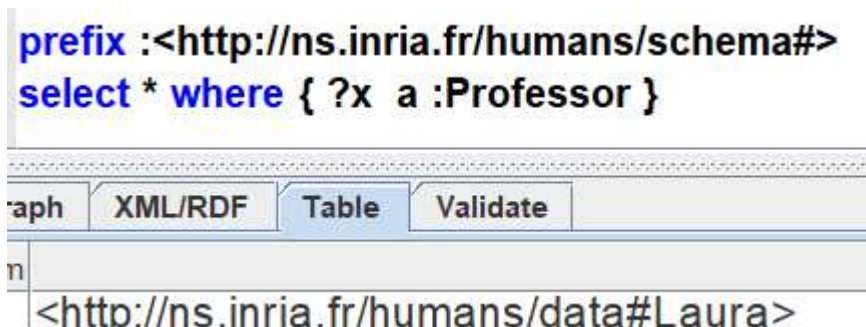 prefix :<http://ns.inria.fr/humans/schema#>
select * where { ?x  a :Professor }
raph XML/RDF Table Validate
m
<http://ns.inria.fr/humans/data#Laura>